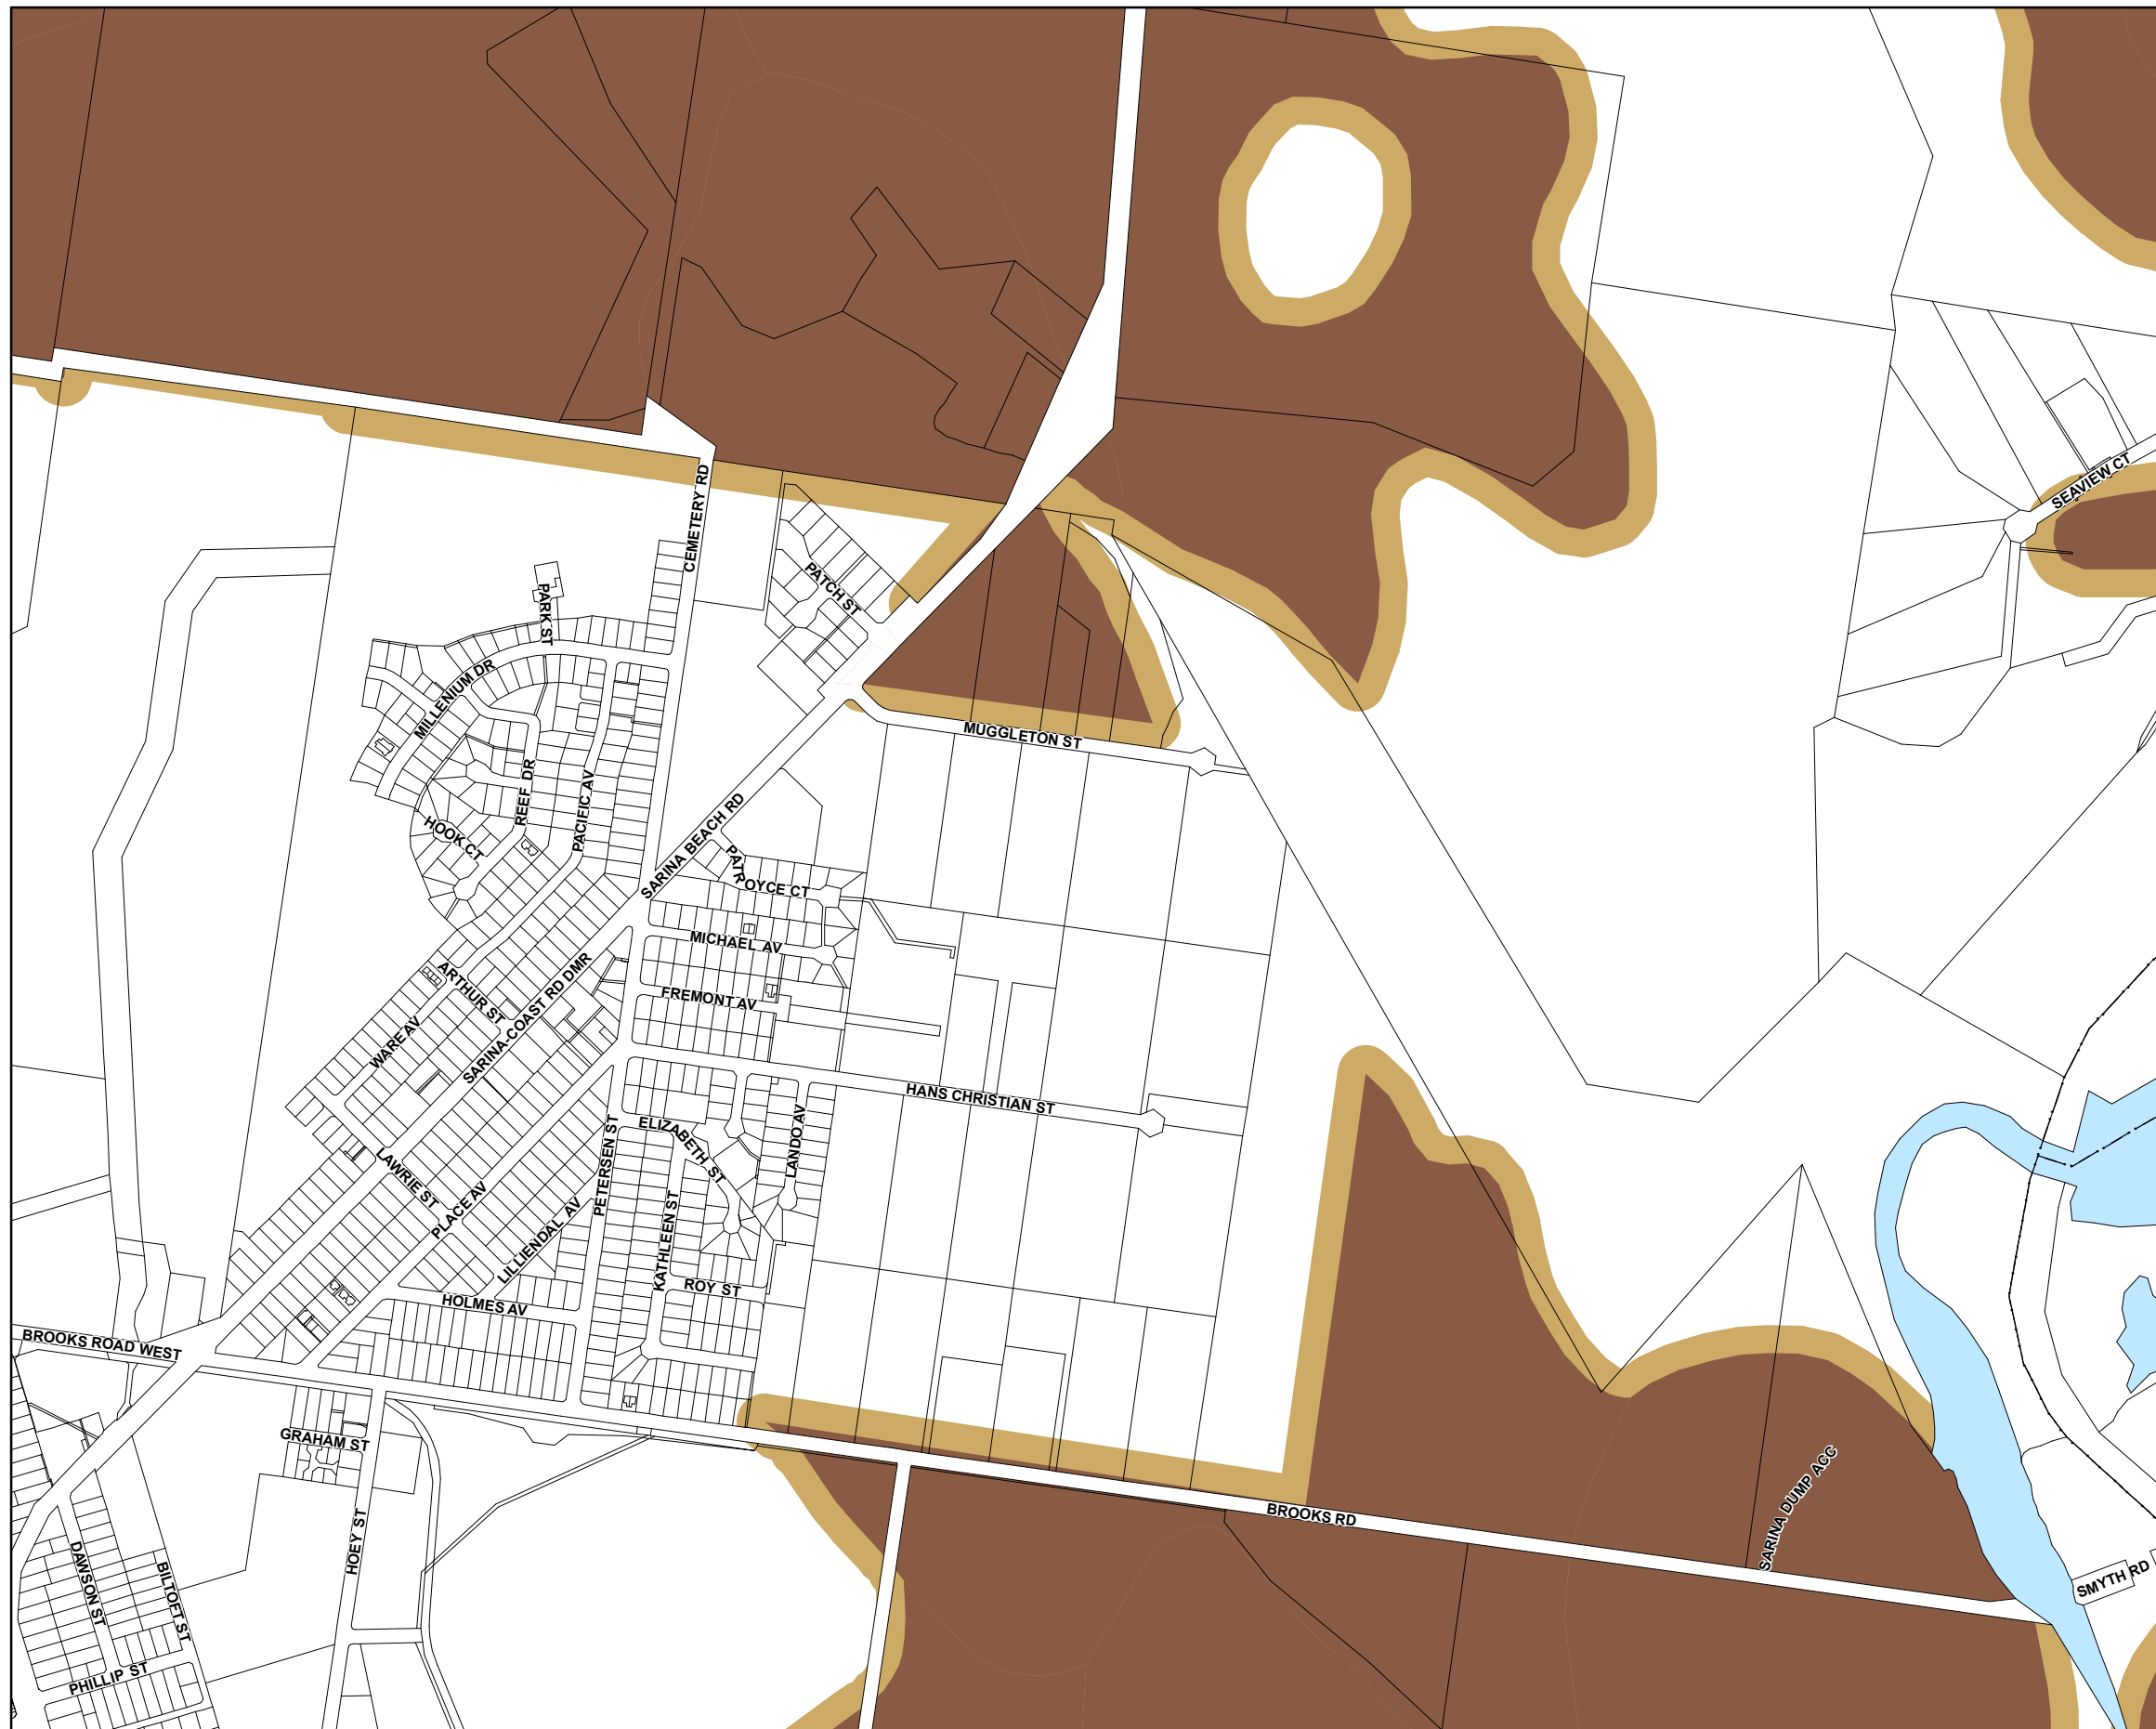 SEAVIEW CT
CEMETERY RD
PATCH ST
PARK ST
MILLENIUM DR
MUGGLETON ST
REEF DR
PACIFIC AV
HOOK CT
SARINA BEACH RD
PATR
OYCE CT
MICHAEL AV
ARTHUR ST
SARINA-COAST RD DMR
FREMONT AV
WARE AV
HANS CHRISTIAN ST
ELIZABETH ST
LANDO AV
PETERSEN ST
LAWRIE ST
PLACE AV
LILLIENDAL AV
KATHLEEN ST
ROY ST
HOLMES AV
BROOKS ROAD WEST
GRAHAM ST
BROOKS RD
SARINA DUMP ACC
HOEY ST
DAWSON ST
BILTOFT ST
SMYTH RD
PHILLIP ST